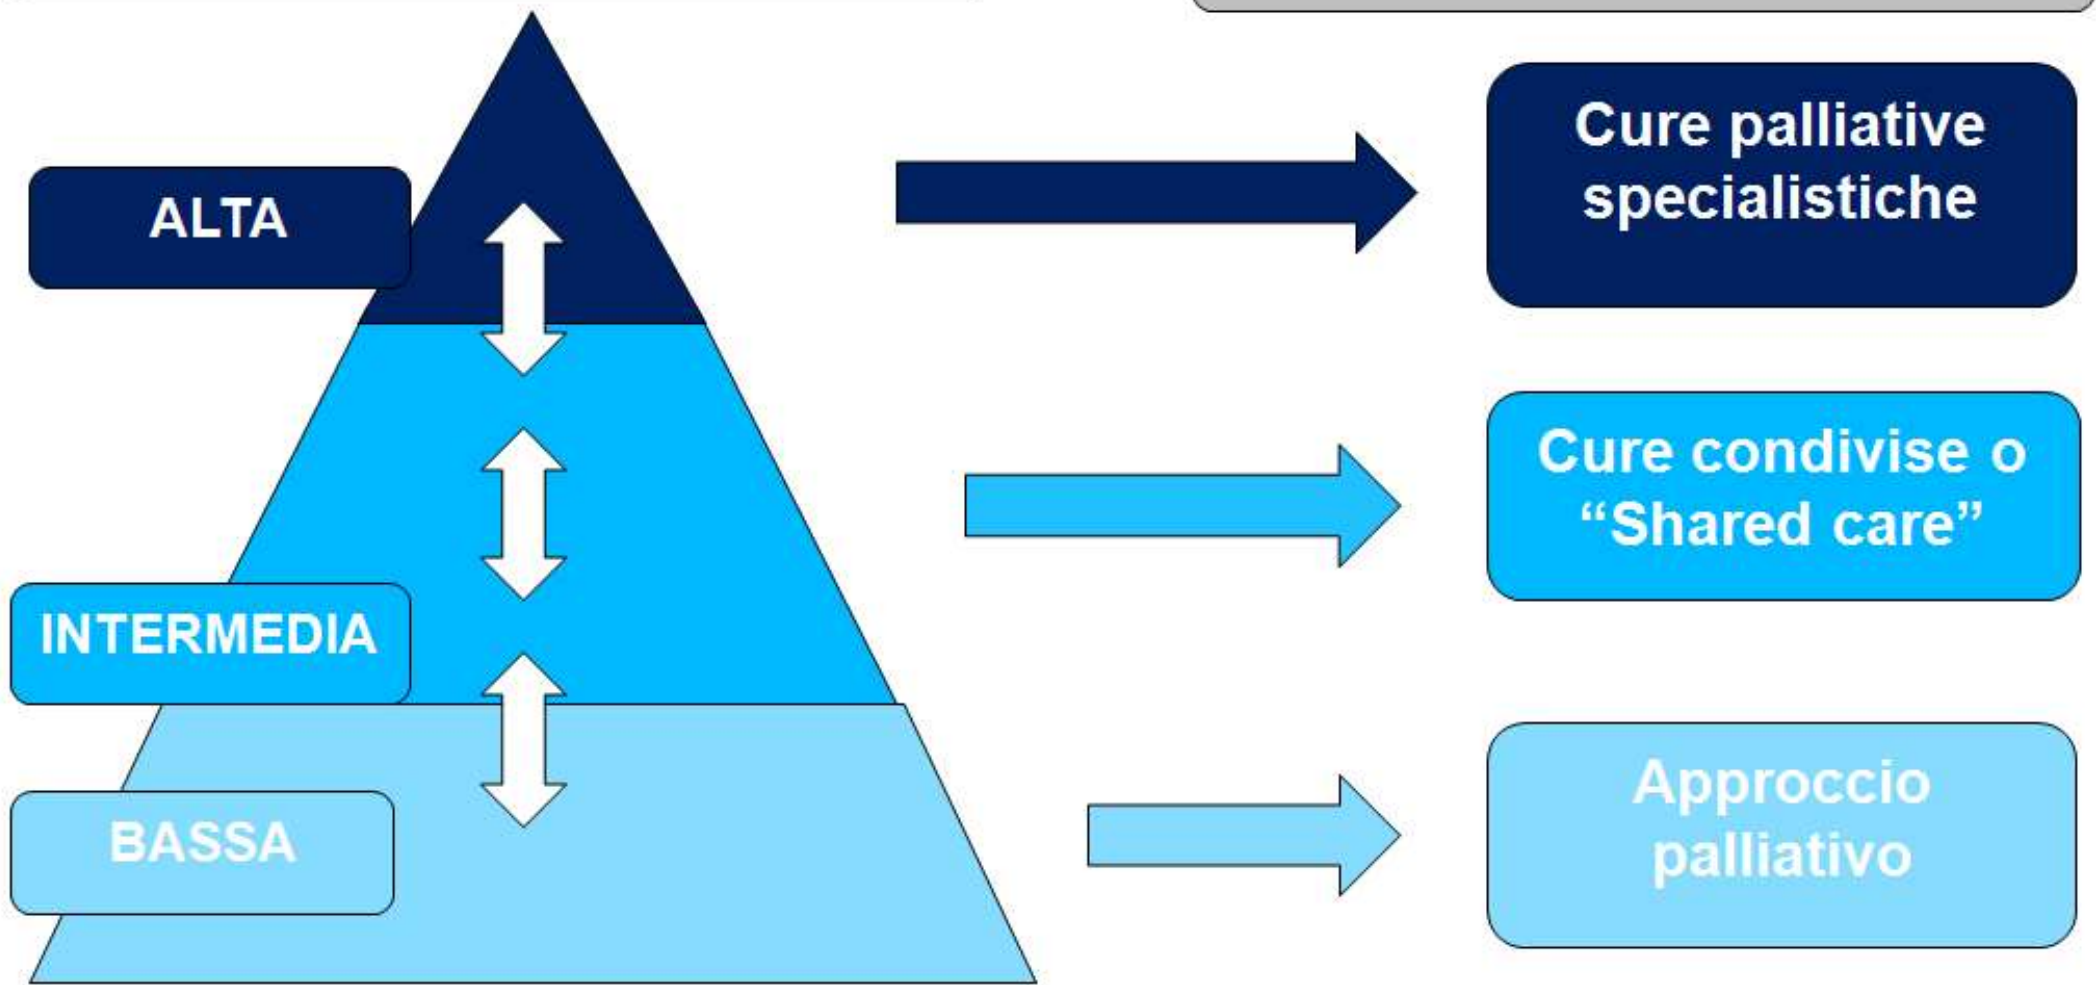 ALTA
Cure palliative
specialistiche
INTERMEDIA
Cure condivise o
“Shared care”
BASSA
Approccio
palliativo